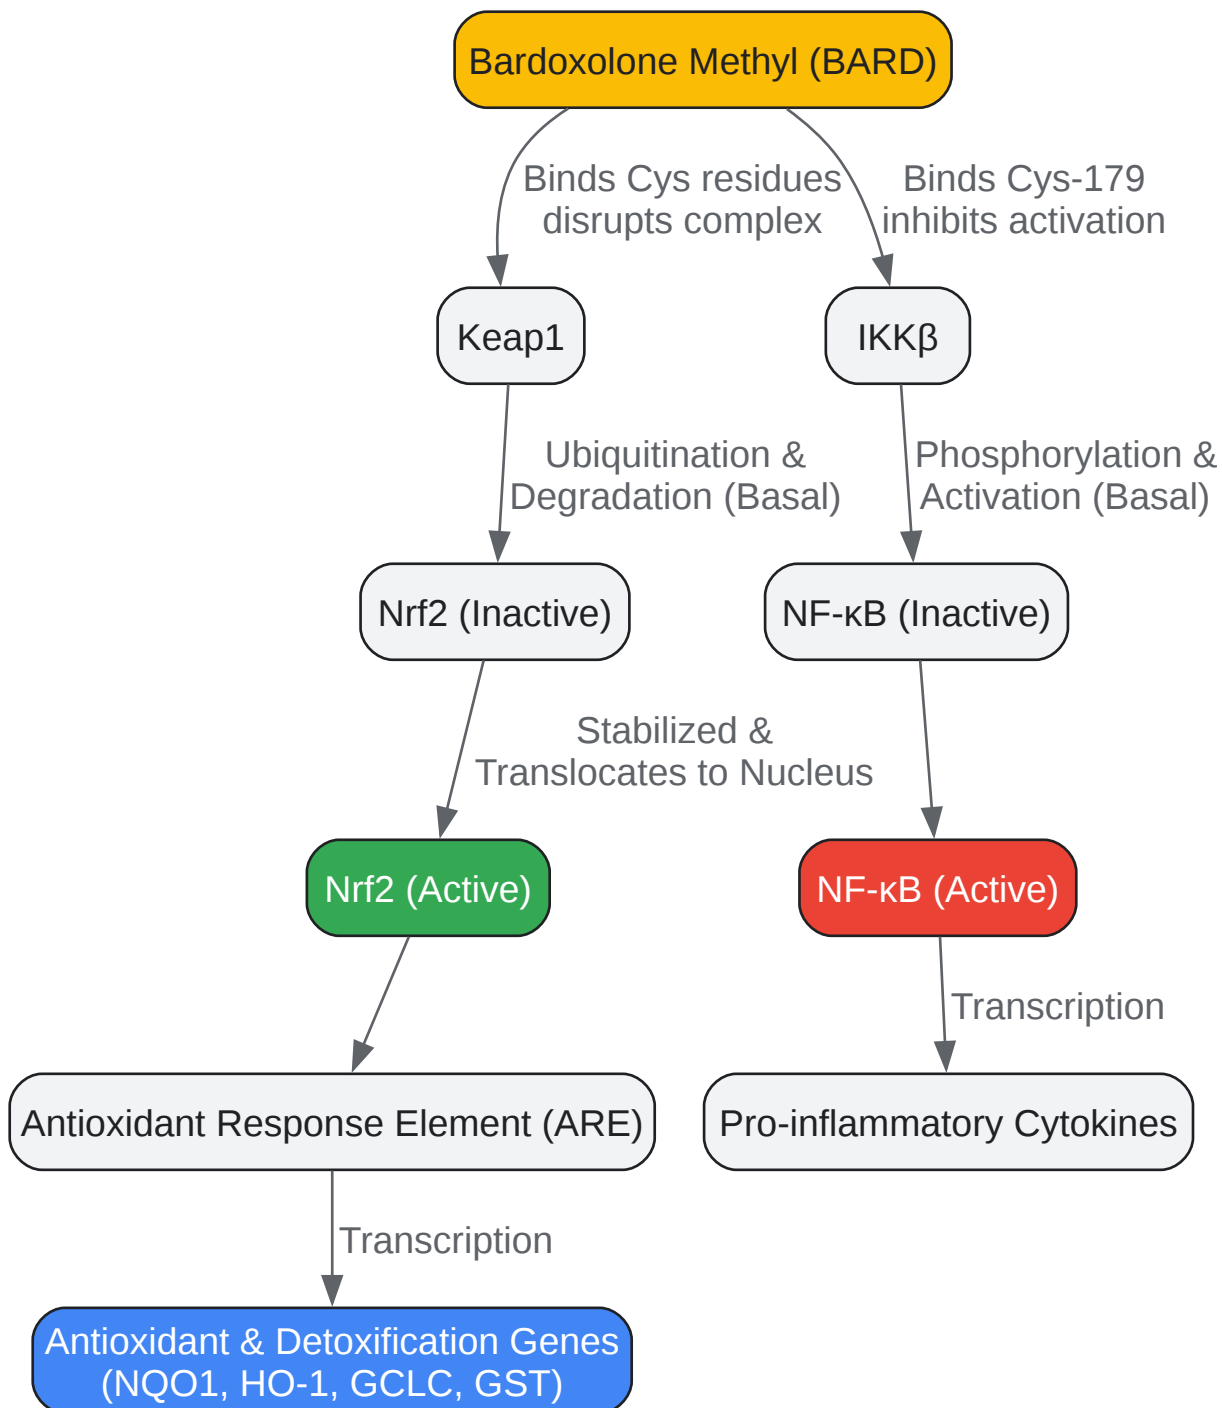 Bardoxolone Methyl (BARD)
Binds Cys residues
disrupts complex
Binds Cys-179
inhibits activation
Keap1
IKKβ
Ubiquitination &
Degradation (Basal)
Phosphorylation &
Activation (Basal)
Nrf2 (Inactive)
NF-κB (Inactive)
Stabilized &
Translocates to Nucleus
Nrf2 (Active)
NF-κB (Active)
Transcription
Antioxidant Response Element (ARE)
Pro-inflammatory Cytokines
Transcription
Antioxidant & Detoxification Genes
(NQO1, HO-1, GCLC, GST)